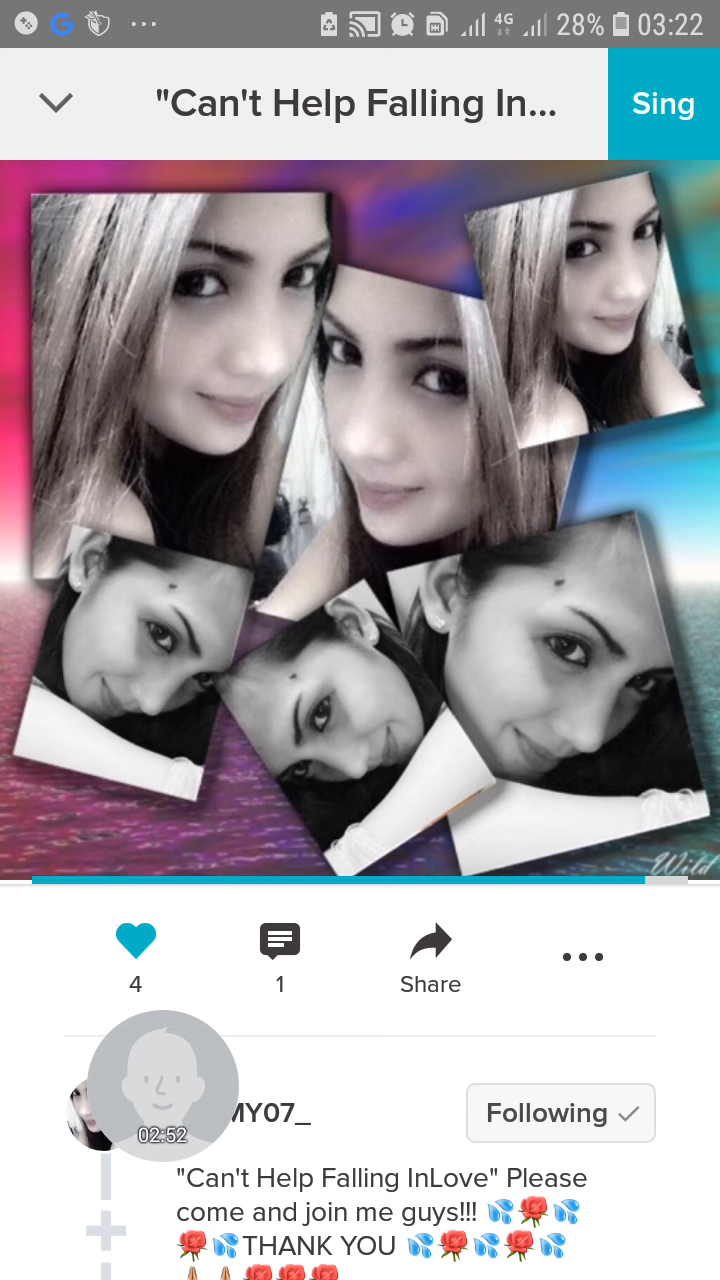 4G 28% 03:22
"Can't Help Falling In...
Sing
Wild
4
1
Share
02:52
MY07_
Following
"Can't Help Falling InLove" Please
come and join me guys!!! 💦🌹💦
🌹💦THANK YOU 💦🌹💦🌹💦
🙏🏽🙏🏽🌹🌹🌹